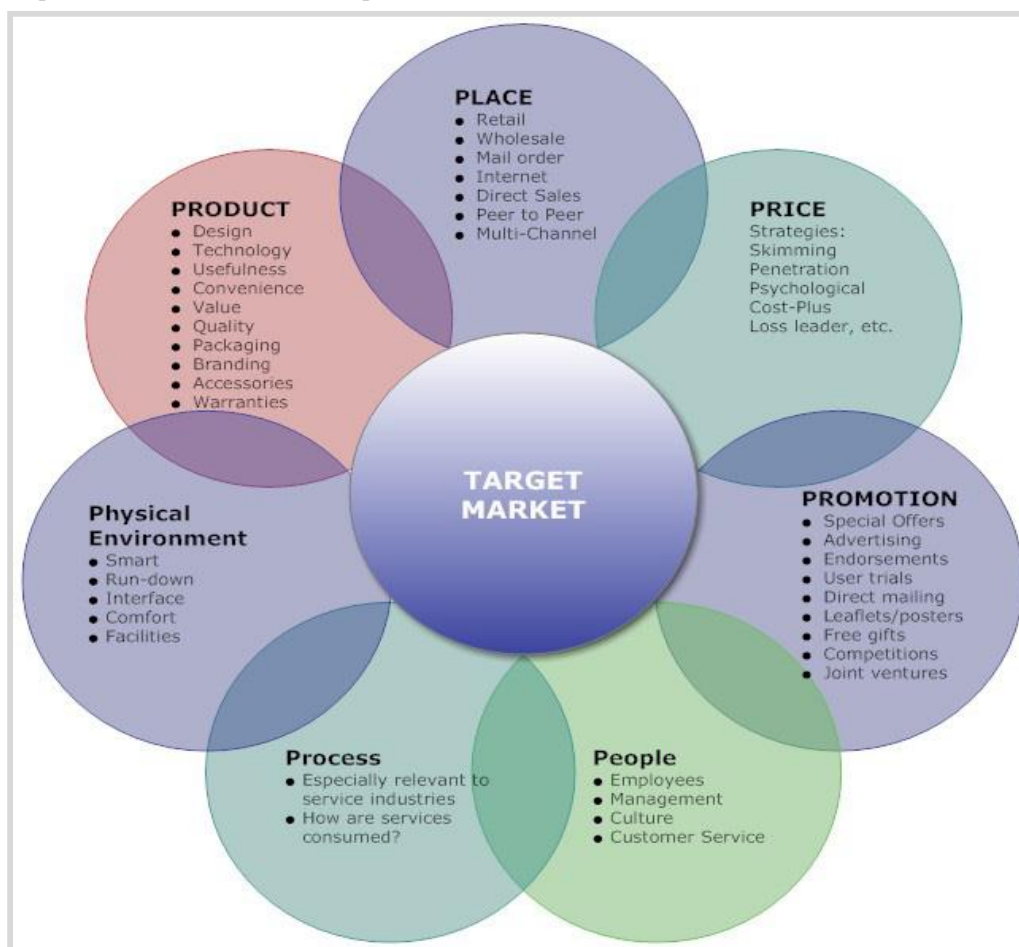 PLACE
● Retail
● Wholesale
● Mail order
● Internet
● Direct Sales
● Peer to Peer
● Multi-Channel
PRODUCT
● Design
● Technology
● Usefulness
● Convenience
● Value
● Quality
● Packaging
● Branding
● Accessories
● Warranties
PRICE
Strategies:
Skimming
Penetration
Psychological
Cost-Plus
Loss leader, etc.
TARGET
MARKET
Physical
Environment
● Smart
● Run-down
● Interface
● Comfort
● Facilities
PROMOTION
● Special Offers
● Advertising
● Endorsements
● User trials
● Direct mailing
● Leaflets/posters
● Free gifts
● Competitions
● Joint ventures
Process
● Especially relevant to
service industries
● How are services
consumed?
People
● Employees
● Management
● Culture
● Customer Service